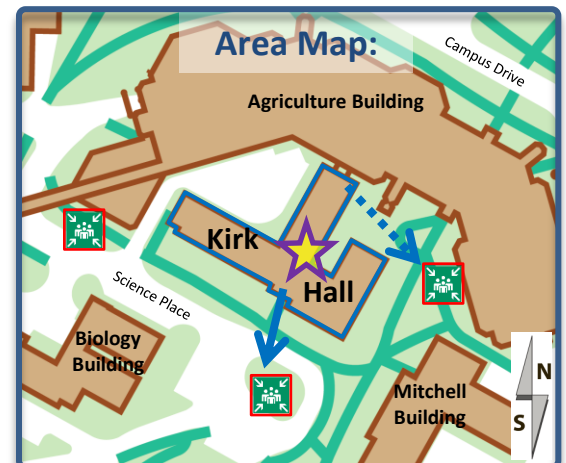 Area Map:
Campus Drive
Agriculture Building
Kirk
Hall
Science Place
Biology
Building
Mitchell
Building
N
S